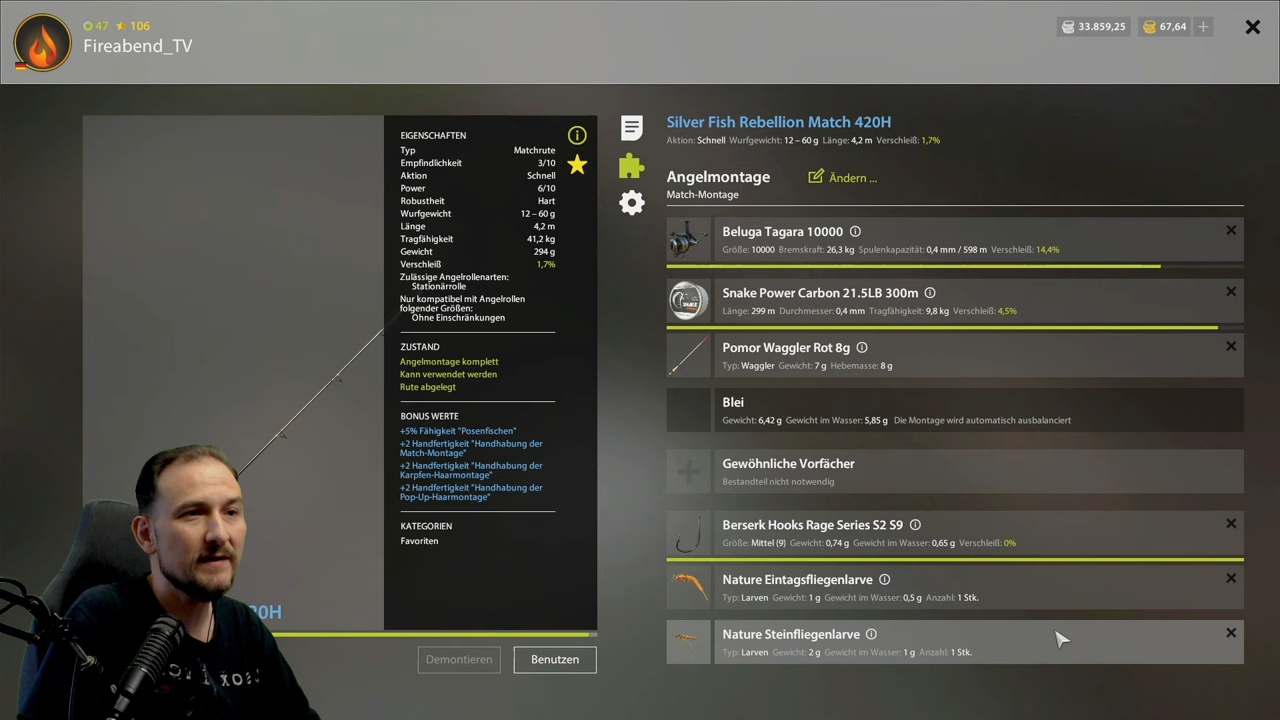 47 106
Fireabend_TV
33.859,25
67,64
EIGENSCHAFTEN
Typ Matchrute
Empfindlichkeit 3/10
Aktion Schnell
Power 6/10
Robustheit Hart
Wurfgewicht 12 – 60 g
Länge 4,2 m
Tragfähigkeit 41,2 kg
Gewicht 294 g
Verschleiß 1,7%
Zulässige Angelrollenarten:
Stationärrolle
Nur kompatibel mit Angelrollen
folgender Größen:
Ohne Einschränkungen
ZUSTAND
Angelmontage komplett
Kann verwendet werden
Rute abgelegt
BONUS WERTE
+5% Fähigkeit "Posenfischen"
+2 Handfertigkeit "Handhabung der
Match-Montage"
+2 Handfertigkeit "Handhabung der
Karpfen-Haarmontage"
+2 Handfertigkeit "Handhabung der
Pop-Up-Haarmontage"
KATEGORIEN
Favoriten
20H
Demontieren
Benutzen
Silver Fish Rebellion Match 420H
Aktion: Schnell Wurfgewicht: 12 – 60 g Länge: 4,2 m Verschleiß: 1,7%
Angelmontage
Ändern ...
Match-Montage
Beluga Tagara 10000
Größe: 10000 Bremskraft: 26,3 kg Spulenkapazität: 0,4 mm / 598 m Verschleiß: 14,4%
Snake Power Carbon 21.5LB 300m
Länge: 299 m Durchmesser: 0,4 mm Tragfähigkeit: 9,8 kg Verschleiß: 4,5%
Pomor Waggler Rot 8g
Typ: Waggler Gewicht: 7 g Hebemasse: 8 g
Blei
Gewicht: 6,42 g Gewicht im Wasser: 5,85 g Die Montage wird automatisch ausbalanciert
Gewöhnliche Vorfächer
Bestandteil nicht notwendig
Berserk Hooks Rage Series S2 S9
Größe: Mittel (9) Gewicht: 0,74 g Gewicht im Wasser: 0,65 g Verschleiß: 0%
Nature Eintagsfliegenlarve
Typ: Larven Gewicht: 1 g Gewicht im Wasser: 0,5 g Anzahl: 1 Stk.
Nature Steinfliegenlarve
Typ: Larven Gewicht: 2 g Gewicht im Wasser: 1 g Anzahl: 1 Stk.